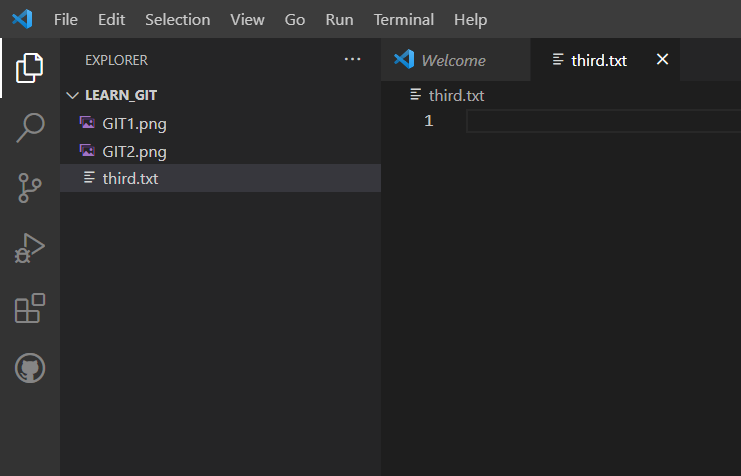 File Edit Selection View Go Run Terminal Help
EXPLORER ...
LEARN_GIT
GIT1.png
GIT2.png
third.txt
Welcome third.txt
third.txt
1